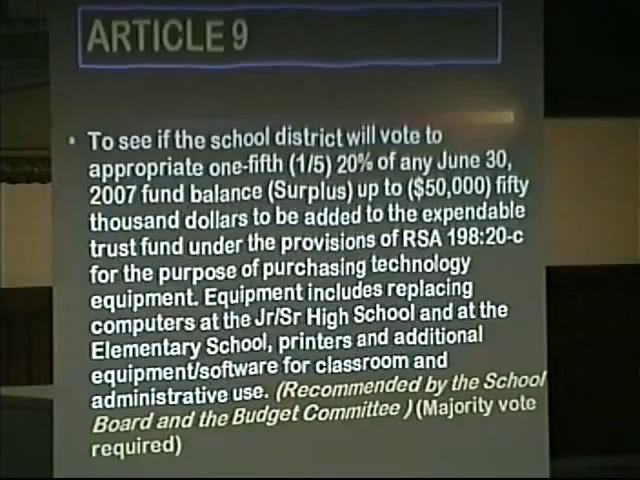 ARTICLE 9
• To see if the school district will vote to
appropriate one-fifth (1/5) 20% of any June 30,
2007 fund balance (Surplus) up to ($50,000) fifty
thousand dollars to be added to the expendable
trust fund under the provisions of RSA 198:20-c
for the purpose of purchasing technology
equipment. Equipment includes replacing
computers at the Jr/Sr High School and at the
Elementary School, printers and additional
equipment/software for classroom and
administrative use. (Recommended by the School
Board and the Budget Committee ) (Majority vote
required)